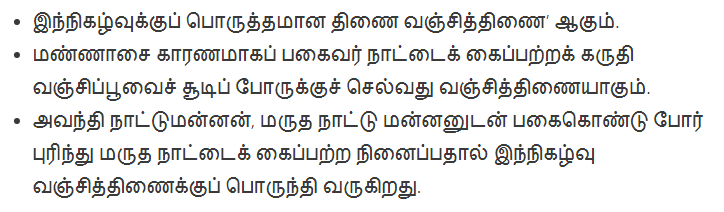 • இந்நிகழ்வுக்குப் பொருத்தமான திணை வஞ்சித்திணை’ ஆகும்.
• மண்ணாசை காரணமாகப் பகைவர் நாட்டைக் கைப்பற்றக் கருதி
வஞ்சிப்பூவைச் சூடிப் போருக்குச் செல்வது வஞ்சித்திணையாகும்.
• அவந்தி நாட்டுமன்னன், மருத நாட்டு மன்னனுடன் பகைகொண்டு போர்
புரிந்து மருத நாட்டைக் கைப்பற்ற நினைப்பதால் இந்நிகழ்வு
வஞ்சித்திணைக்குப் பொருந்தி வருகிறது.